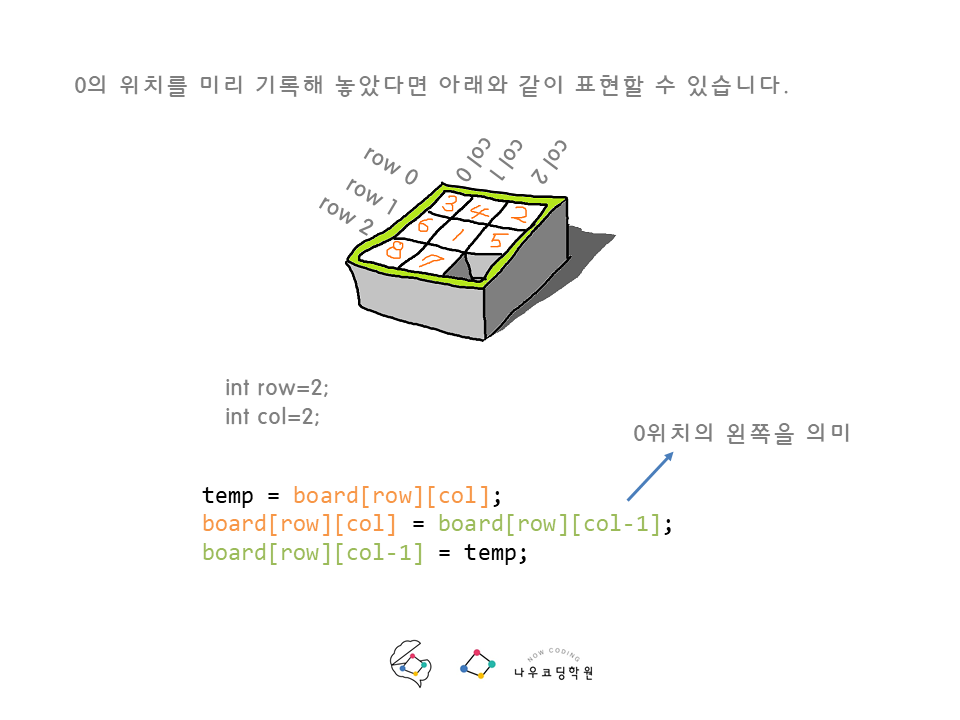 0의 위치를 미리 기록해 놓았다면 아래와 같이 표현할 수 있습니다.
col 0
col 1
col 2
row 0
row 1
row 2
3 4 2
6 1 5
8 7
int row=2;
int col=2;
0위치의 왼쪽을 의미
temp = board[row][col];
board[row][col] = board[row][col-1];
board[row][col-1] = temp;
NOW CODING
나우코딩학원